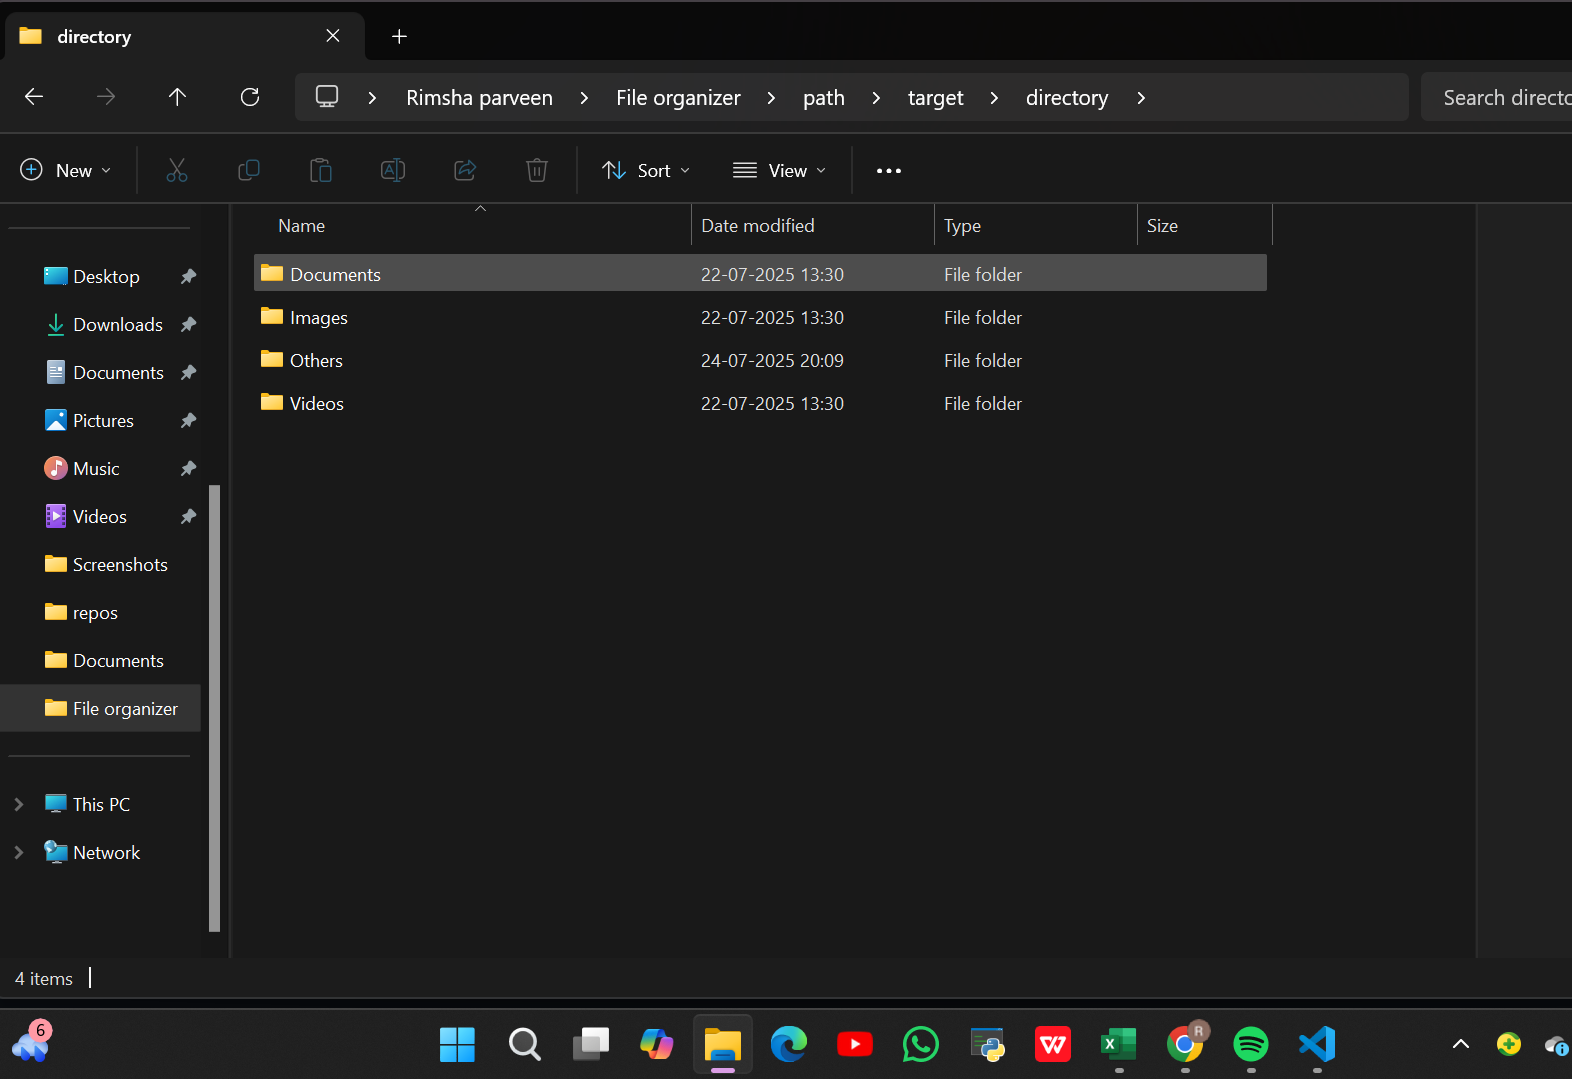 directory
Rimsha parveen File organizer path target directory Search directo
New Sort View
Name Date modified Type Size
Desktop
Downloads
Documents
Pictures
Music
Videos
Screenshots
repos
Documents
File organizer
This PC
Network
Documents 22-07-2025 13:30 File folder
Images 22-07-2025 13:30 File folder
Others 24-07-2025 20:09 File folder
Videos 22-07-2025 13:30 File folder
4 items
6
R